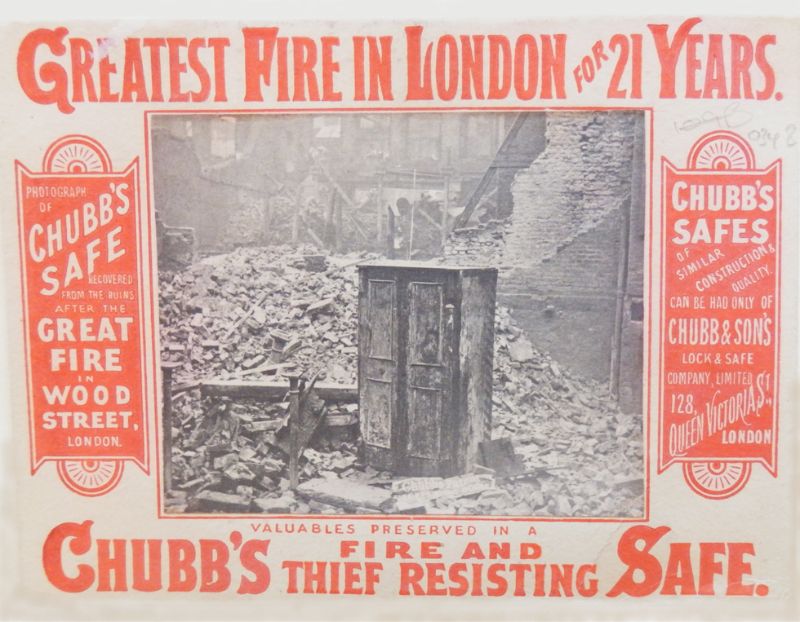 GREATEST FIRE IN LONDON FOR 21 YEARS.
PHOTOGRAPH
OF
CHUBB'S
SAFE
RECOVERED
FROM THE RUINS
AFTER THE
GREAT
FIRE
IN
WOOD
STREET,
LONDON.
CHUBB'S
SAFES
OF
SIMILAR
CONSTRUCTION &
QUALITY.
CAN BE HAD ONLY OF
CHUBB & SON'S
LOCK & SAFE
COMPANY, LIMITED
128,
QUEEN VICTORIA ST.,
LONDON
VALUABLES PRESERVED IN A
CHUBB'S FIRE AND
THIEF RESISTING SAFE.